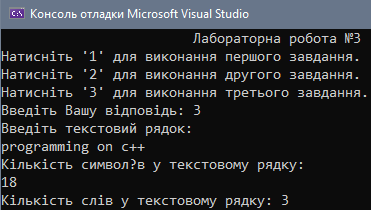 Консоль отладки Microsoft Visual Studio
Лабораторна робота №3
Натисніть '1' для виконання першого завдання.
Натисніть '2' для виконання другого завдання.
Натисніть '3' для виконання третього завдання.
Введіть Вашу відповідь: 3
Введіть текстовий рядок:
programming on c++
Кількість символ?в у текстовому рядку:
18
Кількість слів у текстовому рядку: 3